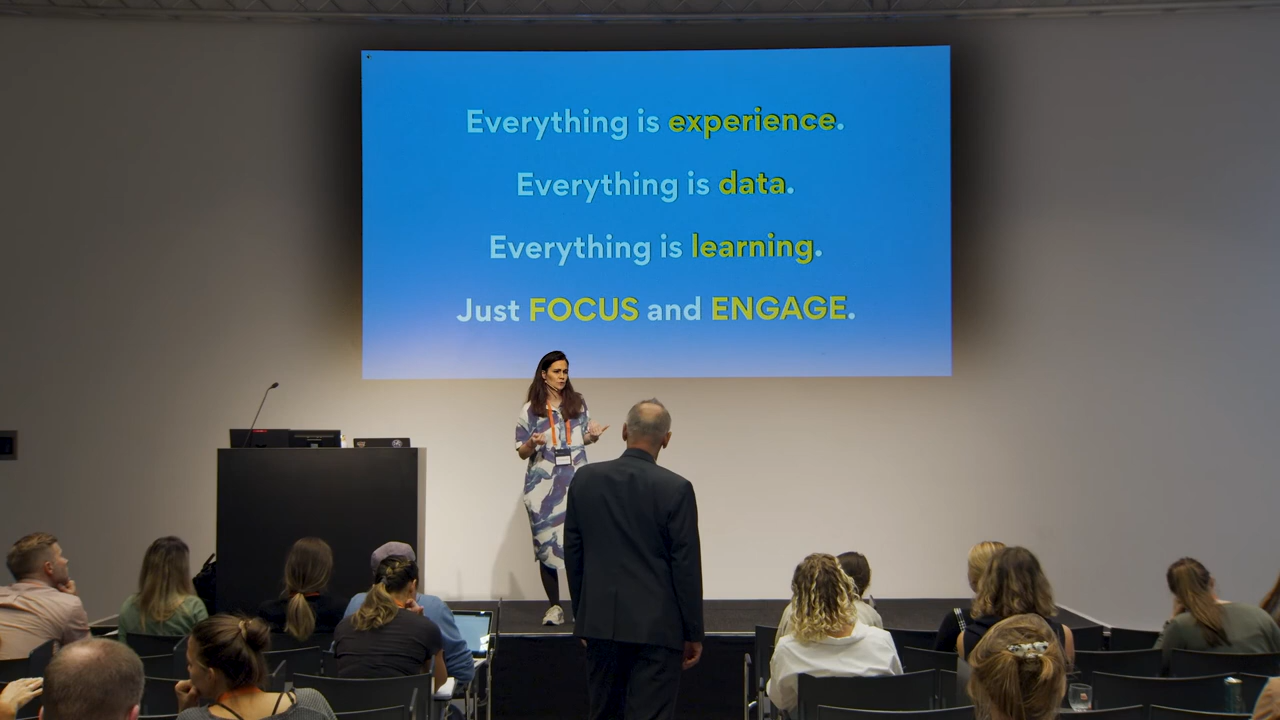 Everything is experience.
Everything is data.
Everything is learning.
Just FOCUS and ENGAGE.